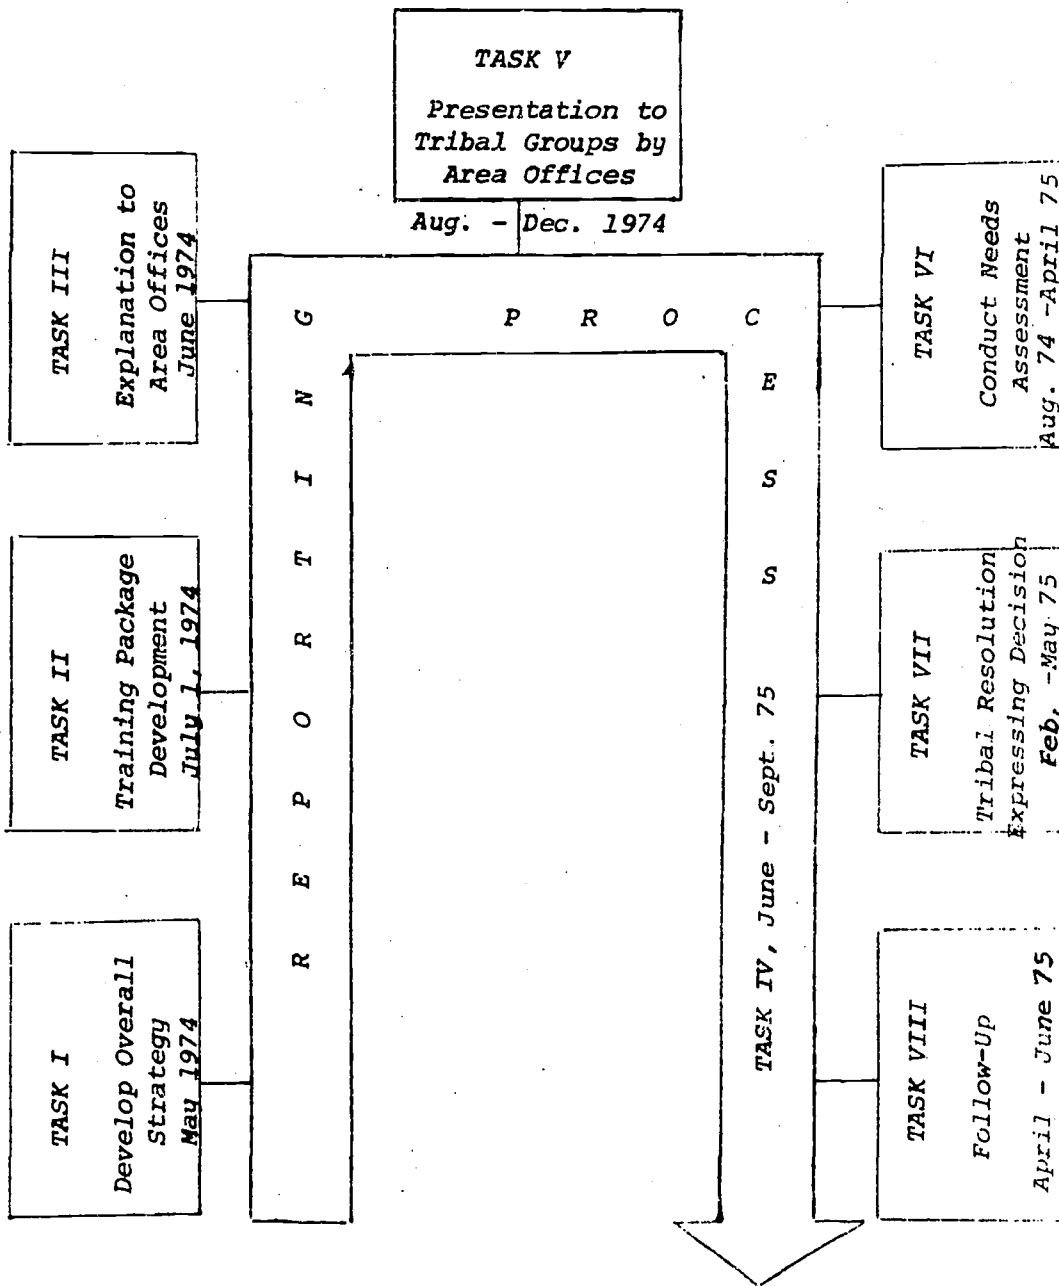 TASK V
Presentation to
Tribal Groups by
Area Offices
Aug. - Dec. 1974
TASK III
Explanation to
Area Offices
June 1974
TASK II
Training Package
Development
July 1, 1974
TASK I
Develop Overall
Strategy
May 1974
REPORTING
PROCESS
TASK IV, June - Sept. 75
TASK VI
Conduct Needs
Assessment
Aug. 74 -April 75
TASK VII
Tribal Resolution
Expressing Decision
Feb. -May 75
TASK VIII
Follow-Up
April - June 75